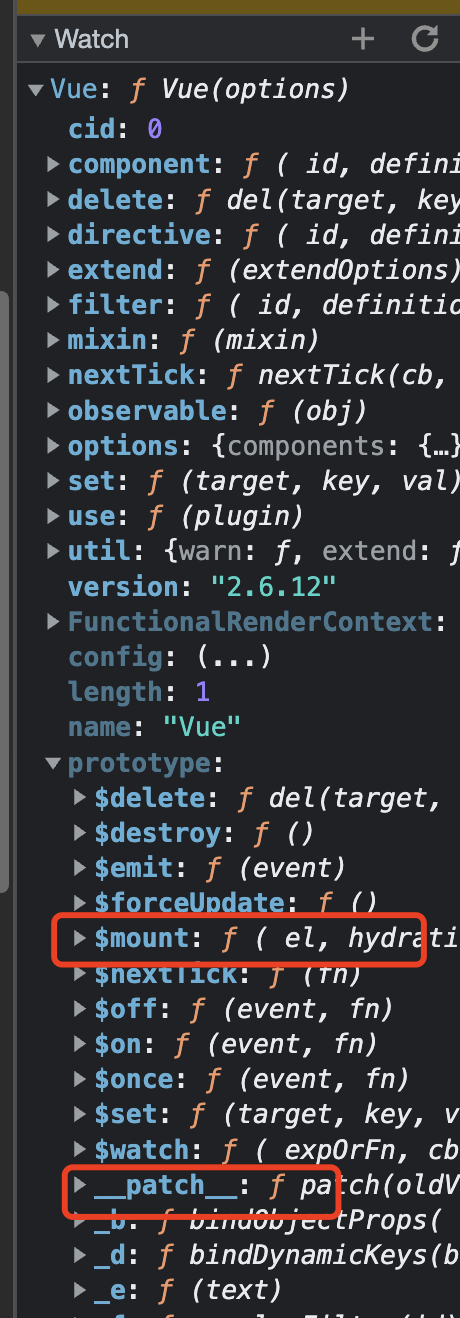 Watch
Vue: ƒ Vue(options)
cid: 0
component: ƒ ( id, defini
delete: ƒ del(target, key
directive: ƒ ( id, defini
extend: ƒ (extendOptions)
filter: ƒ ( id, definitio
mixin: ƒ (mixin)
nextTick: ƒ nextTick(cb,
observable: ƒ (obj)
options: {components: {…}
set: ƒ (target, key, val)
use: ƒ (plugin)
util: {warn: ƒ, extend: ƒ
version: "2.6.12"
FunctionalRenderContext:
config: (...)
length: 1
name: "Vue"
prototype:
$delete: ƒ del(target,
$destroy: ƒ ()
$emit: ƒ (event)
$forceUpdate: ƒ ()
$mount: ƒ ( el, hydrati
$nextTick: ƒ (fn)
$off: ƒ (event, fn)
$on: ƒ (event, fn)
$once: ƒ (event, fn)
$set: ƒ (target, key, v
$watch: ƒ ( expOrFn, cb
__patch__: ƒ patch(oldV
_b: ƒ bindObjectProps(
_d: ƒ bindDynamicKeys(b
_e: ƒ (text)